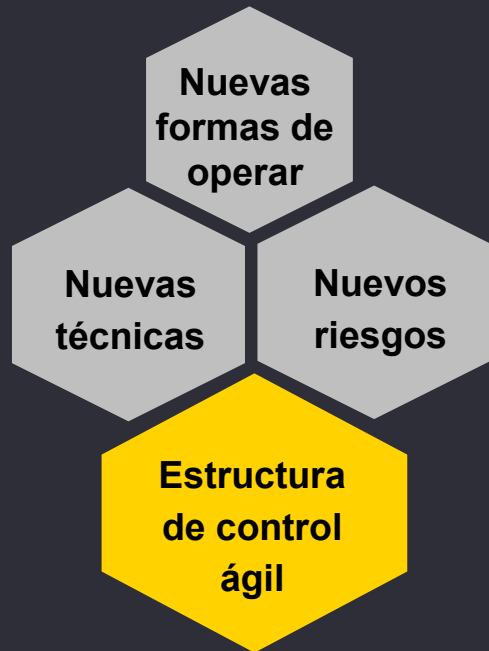 Nuevas
formas de
operar
Nuevas
técnicas
Nuevos
riesgos
Estructura
de control
ágil